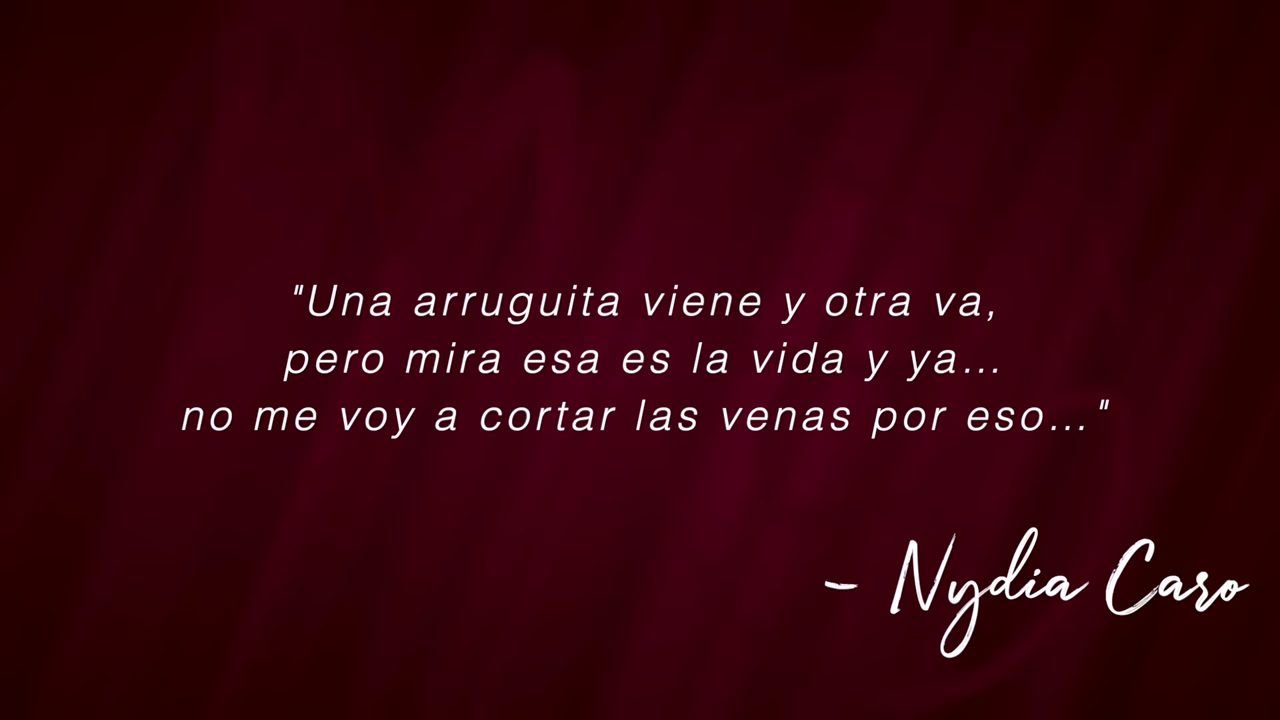 "Una arruguita viene y otra va,
pero mira esa es la vida y ya...
no me voy a cortar las venas por eso..."
- Nydia Caro